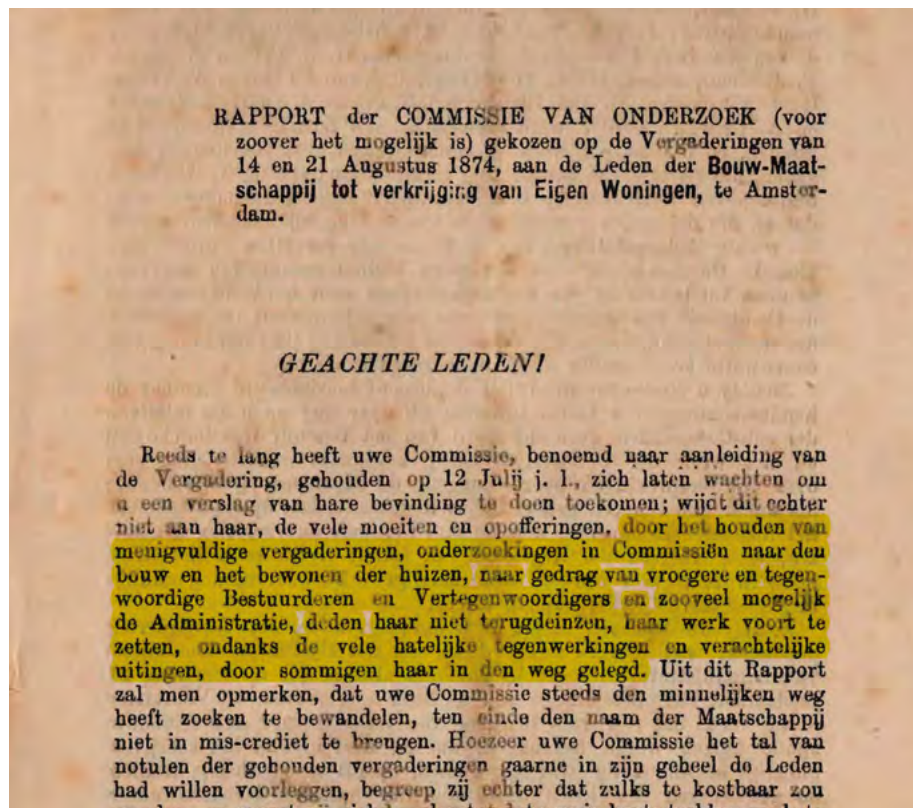 RAPPORT der COMMISSIE VAN ONDERZOEK (voor
zoover het mogelijk is) gekozen op de Vergaderingen van
14 en 21 Augustus 1874, aan de Leden der Bouw-Maat-
schappij tot verkrijging van Eigen Woningen, te Amster-
dam.
GEACHTE LEDEN!
Reeds te lang heeft uwe Commissie, benoemd naar aanleiding van
de Vergadering, gehouden op 12 Julij j. l., zich laten wachten om
u een verslag van hare bevinding te doen toekomen; wijdt dit echter
niet aan haar, de vele moeiten en opofferingen, door het houden van
menigvuldige vergaderingen, onderzoekingen in Commissiën naar den
bouw en het bewonen der huizen, naar gedrag van vroegere en tegen-
woordige Bestuurderen en Vertegenwoordigers en zooveel mogelijk
de Administratie, deden haar niet terugdeinzen, haar werk voort te
zetten, ondanks de vele hatelijke tegenwerkingen en verachtelijke
uitingen, door sommigen haar in den weg gelegd. Uit dit Rapport
zal men opmerken, dat uwe Commissie steeds den minnelijken weg
heeft zoeken te bewandelen, ten einde den naam der Maatschappij
niet in mis-crediet te brengen. Hoezeer uwe Commissie het tal van
notulen der gehouden vergaderingen gaarne in zijn geheel de Leden
had willen voorleggen, begreep zij echter dat zulks te kostbaar zou